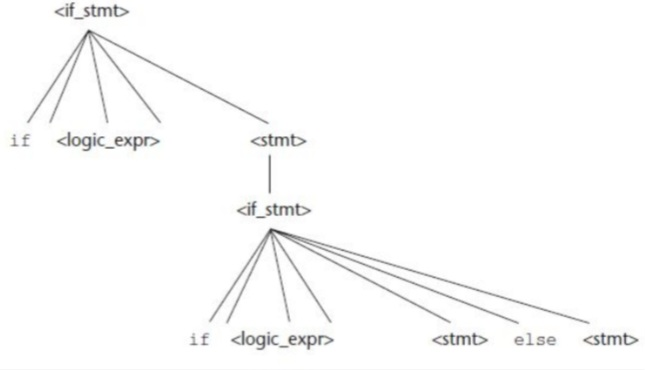 <if_stmt>
if <logic_expr> <stmt>
<if_stmt>
if <logic_expr> <stmt> else <stmt>